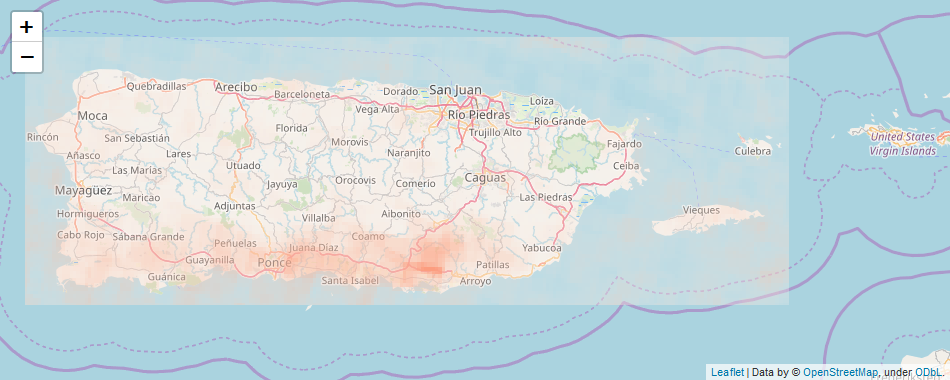 +
−
Quebradillas
Arecibo
Barceloneta
Dorado
San Juan
Moca
Vega Alta
Río Piedras
Loíza
Río Grande
Rincón
San Sebastián
Florida
Morovis
Trujillo Alto
Fajardo
Culebra
United States
Virgin Islands
Añasco
Lares
Naranjito
Utuado
Ceiba
Las Marías
Mayagüez
Maricao
Jayuya
Orocovis
Comerío
Caguas
Las Piedras
Adjuntas
Hormigueros
Villalba
Aibonito
Vieques
Cabo Rojo
Sábana Grande
Peñuelas
Juana Díaz
Coamo
Yabucoa
Guayanilla
Ponce
Patillas
Guánica
Santa Isabel
Arroyo
Leaflet | Data by © OpenStreetMap, under ODbL.